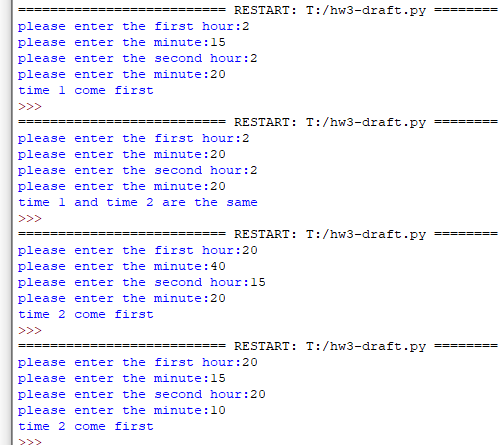 ========================== RESTART: T:/hw3-draft.py ========
please enter the first hour:2
please enter the minute:15
please enter the second hour:2
please enter the minute:20
time 1 come first
>>>
========================== RESTART: T:/hw3-draft.py ========
please enter the first hour:2
please enter the minute:20
please enter the second hour:2
please enter the minute:20
time 1 and time 2 are the same
>>>
========================== RESTART: T:/hw3-draft.py ========
please enter the first hour:20
please enter the minute:40
please enter the second hour:15
please enter the minute:20
time 2 come first
>>>
========================== RESTART: T:/hw3-draft.py ========
please enter the first hour:20
please enter the minute:15
please enter the second hour:20
please enter the minute:10
time 2 come first
>>>